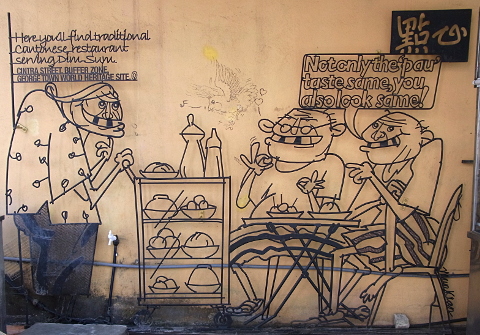 Here you'll find traditional
Cantonese restaurant
serving Dim Sum.
CINTRA STREET, BUFFER ZONE,
GEORGE TOWN WORLD HERITAGE SITE.
點心
Not only the 'pau'
taste same, you
also look same!